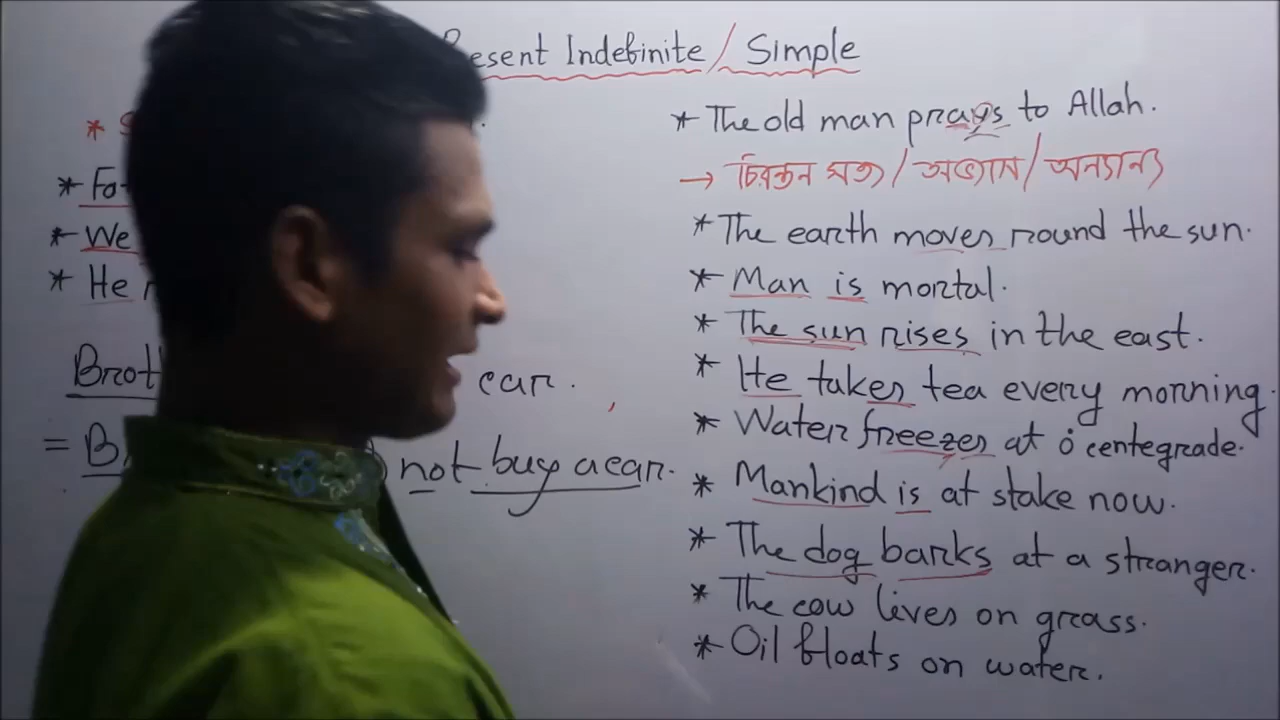 Present Indefinite / Simple
* S
* Fat
* We
* He
Broth car.
= B not buy a car.
* The old man prays to Allah.
→ চিরন্তন সত্য / অভ্যাস / অন্যান্য
* The earth moves round the sun.
* Man is mortal.
* The sun rises in the east.
* He takes tea every morning.
* Water freezes at 0 centegrade.
* Mankind is at stake now.
* The dog barks at a stranger.
* The cow lives on grass.
* Oil floats on water.